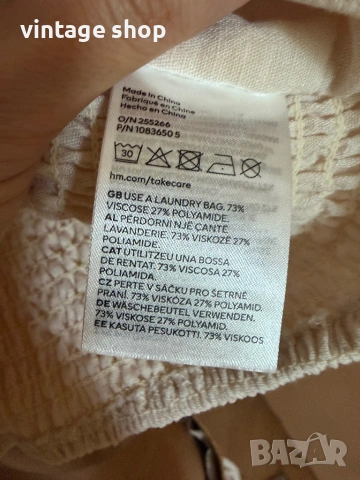 vintage shop
Made in China
Fabriqué en Chine
Hecho en China
O/N 255266
P/N 1083650 5
30
hm.com/takecare
GB USE A LAUNDRY BAG. 73%
VISCOSE 27% POLYAMIDE.
AL PËRDORNI NJË ÇANTË
LAVANDERIE. 73% VISKOZË 27%
POLIAMIDE.
CAT UTILITZEU UNA BOSSA
DE RENTAT. 73% VISCOSA 27%
POLIAMIDA.
CZ PERTE V SÁČKU PRO ŠETRNÉ
PRANÍ. 73% VISKÓZA 27% POLYAMID.
DE WÄSCHEBEUTEL VERWENDEN.
73% VISKOSE 27% POLYAMID.
EE KASUTA PESUKOTTI. 73% VISKOOS
BAZAR